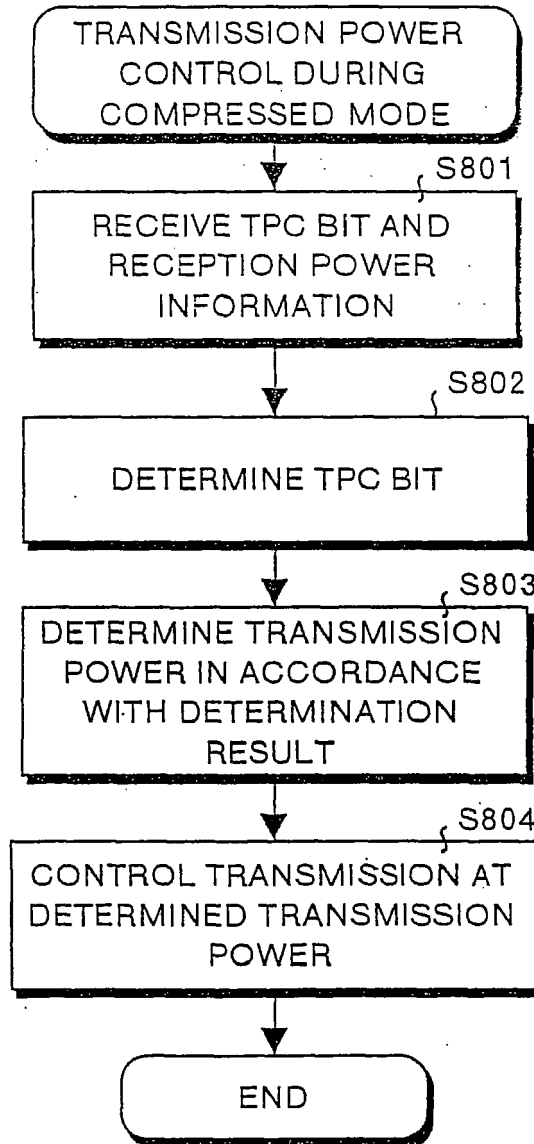 TRANSMISSION POWER
CONTROL DURING
COMPRESSED MODE
S801
RECEIVE TPC BIT AND
RECEPTION POWER
INFORMATION
S802
DETERMINE TPC BIT
S803
DETERMINE TRANSMISSION
POWER IN ACCORDANCE
WITH DETERMINATION
RESULT
S804
CONTROL TRANSMISSION AT
DETERMINED TRANSMISSION
POWER
END